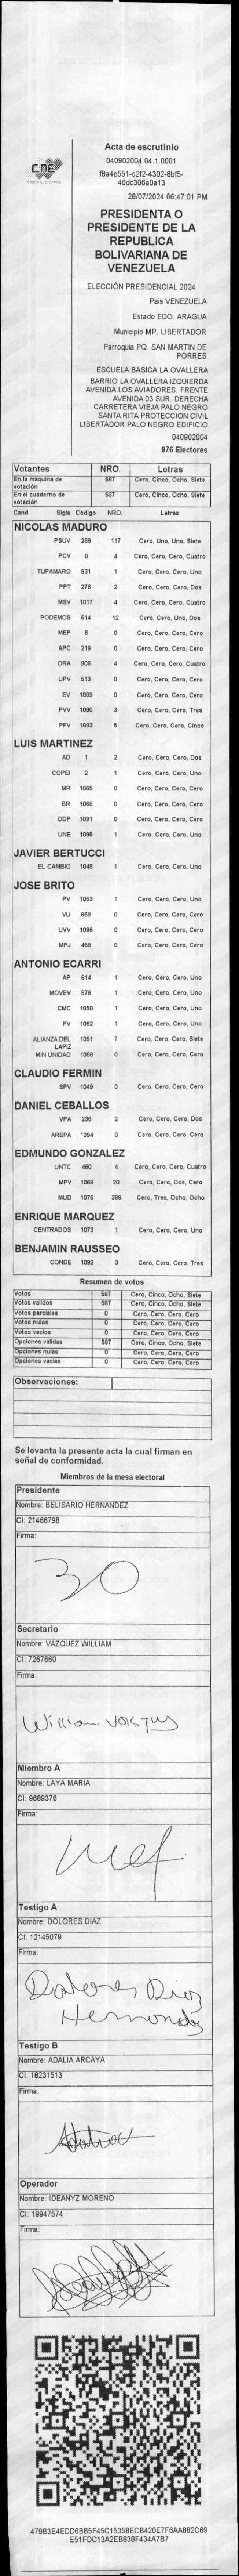 CNE
Acta de escrutinio
040902004.04.1.0001
f8a4e551-c2f2-4302-8bf5-
46dc306a0a13
28/07/2024 06:47:01 PM
PRESIDENTA O
PRESIDENTE DE LA
REPUBLICA
BOLIVARIANA DE
VENEZUELA
ELECCIÓN PRESIDENCIAL 2024
País VENEZUELA
Estado EDO. ARAGUA
Municipio MP. LIBERTADOR
Parroquia PQ. SAN MARTIN DE
PORRES
ESCUELA BASICA LA OVALLERA
BARRIO LA OVALLERA IZQUIERDA
AVENIDA LOS AVIADORES. FRENTE
AVENIDA 03 SUR. DERECHA
CARRETERA VIEJA PALO NEGRO
SANTA RITA PROTECCION CIVIL
LIBERTADOR PALO NEGRO EDIFICIO
040902004
976 Electores
Votantes NRO. Letras
En la máquina de votación 587 Cero, Cinco, Ocho, Siete
En el cuaderno de votación 587 Cero, Cinco, Ocho, Siete
Cand. Sigla Código NRO. Letras
NICOLAS MADURO
PSUV 269 117 Cero, Uno, Uno, Siete
PCV 9 4 Cero, Cero, Cero, Cuatro
TUPAMARO 931 1 Cero, Cero, Cero, Uno
PPT 276 2 Cero, Cero, Cero, Dos
MSV 1017 4 Cero, Cero, Cero, Cuatro
PODEMOS 514 12 Cero, Cero, Uno, Dos
MEP 6 0 Cero, Cero, Cero, Cero
APC 219 0 Cero, Cero, Cero, Cero
ORA 906 4 Cero, Cero, Cero, Cuatro
UPV 513 0 Cero, Cero, Cero, Cero
EV 1099 0 Cero, Cero, Cero, Cero
PVV 1090 3 Cero, Cero, Cero, Tres
PFV 1093 5 Cero, Cero, Cero, Cinco
LUIS MARTINEZ
AD 1 2 Cero, Cero, Cero, Dos
COPEI 2 1 Cero, Cero, Cero, Uno
MR 1065 0 Cero, Cero, Cero, Cero
BR 1066 0 Cero, Cero, Cero, Cero
DDP 1091 0 Cero, Cero, Cero, Cero
UNE 1095 1 Cero, Cero, Cero, Uno
JAVIER BERTUCCI
EL CAMBIO 1048 1 Cero, Cero, Cero, Uno
JOSE BRITO
PV 1053 1 Cero, Cero, Cero, Uno
VU 868 0 Cero, Cero, Cero, Cero
UVV 1096 0 Cero, Cero, Cero, Cero
MPJ 458 0 Cero, Cero, Cero, Cero
ANTONIO ECARRI
AP 814 1 Cero, Cero, Cero, Uno
MOVEV 878 1 Cero, Cero, Cero, Uno
CMC 1050 1 Cero, Cero, Cero, Uno
FV 1062 1 Cero, Cero, Cero, Uno
ALIANZA DEL LAPIZ 1051 7 Cero, Cero, Cero, Siete
MIN UNIDAD 1068 0 Cero, Cero, Cero, Cero
CLAUDIO FERMIN
SPV 1049 0 Cero, Cero, Cero, Cero
DANIEL CEBALLOS
VPA 236 2 Cero, Cero, Cero, Dos
AREPA 1094 0 Cero, Cero, Cero, Cero
EDMUNDO GONZALEZ
UNTC 480 4 Cero, Cero, Cero, Cuatro
MPV 1069 20 Cero, Cero, Dos, Cero
MUD 1075 388 Cero, Tres, Ocho, Ocho
ENRIQUE MARQUEZ
CENTRADOS 1073 1 Cero, Cero, Cero, Uno
BENJAMIN RAUSSEO
CONDE 1092 3 Cero, Cero, Cero, Tres
Resumen de votos
Votos 587 Cero, Cinco, Ocho, Siete
Votos validos 587 Cero, Cinco, Ocho, Siete
Votos parciales 0 Cero, Cero, Cero, Cero
Votos nulos 0 Cero, Cero, Cero, Cero
Votos vacíos 0 Cero, Cero, Cero, Cero
Opciones validas 587 Cero, Cinco, Ocho, Siete
Opciones nulas 0 Cero, Cero, Cero, Cero
Opciones vacías 0 Cero, Cero, Cero, Cero
Observaciones:
Se levanta la presente acta la cual firman en
señal de conformidad.
Miembros de la mesa electoral
Presidente
Nombre: BELISARIO HERNANDEZ
CI: 21466798
Firma:
Secretario
Nombre: VAZQUEZ WILLIAM
CI: 7267660
Firma:
William Vasquz
Miembro A
Nombre: LAYA MARIA
CI: 9689376
Firma:
Testigo A
Nombre: DOLORES DIAZ
CI: 12145079
Firma:
Dolores Diaz
Hernandez
Testigo B
Nombre: ADALIA ARCAYA
CI: 18231513
Firma:
Operador
Nombre: IDEANYZ MORENO
CI: 19947574
Firma:
479B3E4EDD6BB5F45C15358ECB420E7F6AA882C69
E51FDC13A2EB838F434A7B7